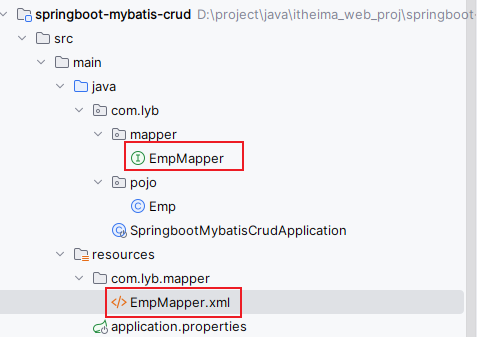 springboot-mybatis-crud D:\project\java\itheima_web_proj\springboot-
src
main
java
com.lyb
mapper
EmpMapper
pojo
Emp
SpringbootMybatisCrudApplication
resources
com.lyb.mapper
EmpMapper.xml
application.properties